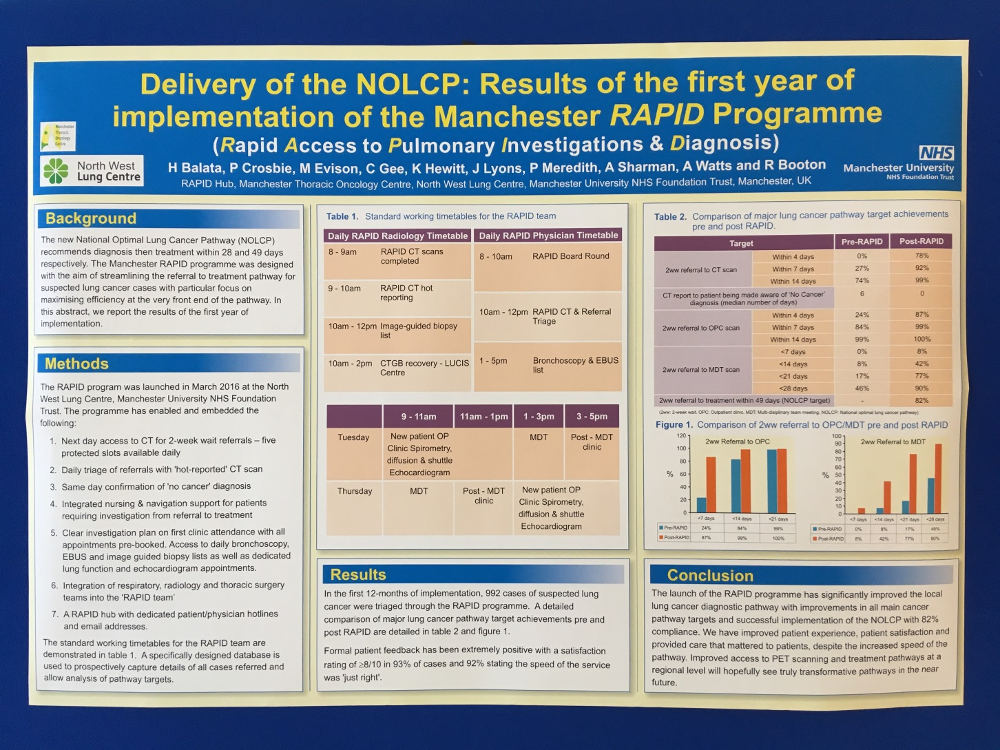 Delivery of the NOLCP: Results of the first year of
implementation of the Manchester RAPID Programme
(Rapid Access to Pulmonary Investigations & Diagnosis)
H Balata, P Crosbie, M Evison, C Gee, K Hewitt, J Lyons, P Meredith, A Sharman, A Watts and R Booton
RAPID Hub, Manchester Thoracic Oncology Centre, North West Lung Centre, Manchester University NHS Foundation Trust, Manchester, UK
Manchester
Thoracic
Oncology
Centre
North West
Lung Centre
NHS
Manchester University
NHS Foundation Trust
Background
The new National Optimal Lung Cancer Pathway (NOLCP)
recommends diagnosis then treatment within 28 and 49 days
respectively. The Manchester RAPID programme was designed
with the aim of streamlining the referral to treatment pathway for
suspected lung cancer cases with particular focus on
maximising efficiency at the very front end of the pathway. In
this abstract, we report the results of the first year of
implementation.
Methods
The RAPID program was launched in March 2016 at the North
West Lung Centre, Manchester University NHS Foundation
Trust. The programme has enabled and embedded the
following:
1. Next day access to CT for 2-week wait referrals – five
protected slots available daily
2. Daily triage of referrals with 'hot-reported' CT scan
3. Same day confirmation of 'no cancer' diagnosis
4. Integrated nursing & navigation support for patients
requiring investigation from referral to treatment
5. Clear investigation plan on first clinic attendance with all
appointments pre-booked. Access to daily bronchoscopy,
EBUS and image guided biopsy lists as well as dedicated
lung function and echocardiogram appointments.
6. Integration of respiratory, radiology and thoracic surgery
teams into the 'RAPID team'
7. A RAPID hub with dedicated patient/physician hotlines
and email addresses.
The standard working timetables for the RAPID team are
demonstrated in table 1. A specifically designed database is
used to prospectively capture details of all cases referred and
allow analysis of pathway targets.
Table 1. Standard working timetables for the RAPID team
Daily RAPID Radiology Timetable
8 - 9am RAPID CT scans
completed
9 - 10am RAPID CT hot
reporting
10am - 12pm Image-guided biopsy
list
10am - 2pm CTGB recovery - LUCIS
Centre
Daily RAPID Physician Timetable
8 - 10am RAPID Board Round
10am - 12pm RAPID CT & Referral
Triage
1 - 5pm Bronchoscopy & EBUS
list
9 - 11am 11am - 1pm 1 - 3pm 3 - 5pm
Tuesday New patient OP MDT Post - MDT
Clinic Spirometry, clinic
diffusion & shuttle
Echocardiogram
Thursday MDT Post - MDT New patient OP
clinic Clinic Spirometry,
diffusion & shuttle
Echocardiogram
Results
In the first 12-months of implementation, 992 cases of suspected lung
cancer were triaged through the RAPID programme. A detailed
comparison of major lung cancer pathway target achievements pre and
post RAPID are detailed in table 2 and figure 1.
Formal patient feedback has been extremely positive with a satisfaction
rating of ≥8/10 in 93% of cases and 92% stating the speed of the service
was 'just right'.
Table 2. Comparison of major lung cancer pathway target achievements
pre and post RAPID.
Target Pre-RAPID Post-RAPID
2ww referral to CT scan
Within 4 days 0% 78%
Within 7 days 27% 92%
Within 14 days 74% 99%
CT report to patient being made aware of 'No Cancer' 6 0
diagnosis (median number of days)
2ww referral to OPC scan
Within 4 days 24% 87%
Within 7 days 84% 99%
Within 14 days 99% 100%
2ww referral to MDT scan
<7 days 0% 8%
<14 days 8% 42%
<21 days 17% 77%
<28 days 46% 90%
2ww referral to treatment within 49 days (NOLCP target) - 82%
(2ww: 2-week wait. OPC: Outpatient clinic. MDT: Multi-disiplinary team meeting. NOLCP: National optimal lung cancer pathway)
Figure 1. Comparison of 2ww referral to OPC/MDT pre and post RAPID
2ww Referral to OPC
%
120
100
80
60
40
20
0
<7 days <14 days <21 days
Pre-RAPID 24% 84% 99%
Post-RAPID 87% 99% 100%
2ww Referral to MDT
%
100
90
80
70
60
50
40
30
20
10
0
<7 days <14 days <21 days <28 days
Pre-RAPID 0% 8% 17% 46%
Post-RAPID 8% 42% 77% 90%
Conclusion
The launch of the RAPID programme has significantly improved the local
lung cancer diagnostic pathway with improvements in all main cancer
pathway targets and successful implementation of the NOLCP with 82%
compliance. We have improved patient experience, patient satisfaction and
provided care that mattered to patients, despite the increased speed of the
pathway. Improved access to PET scanning and treatment pathways at a
regional level will hopefully see truly transformative pathways in the near
future.